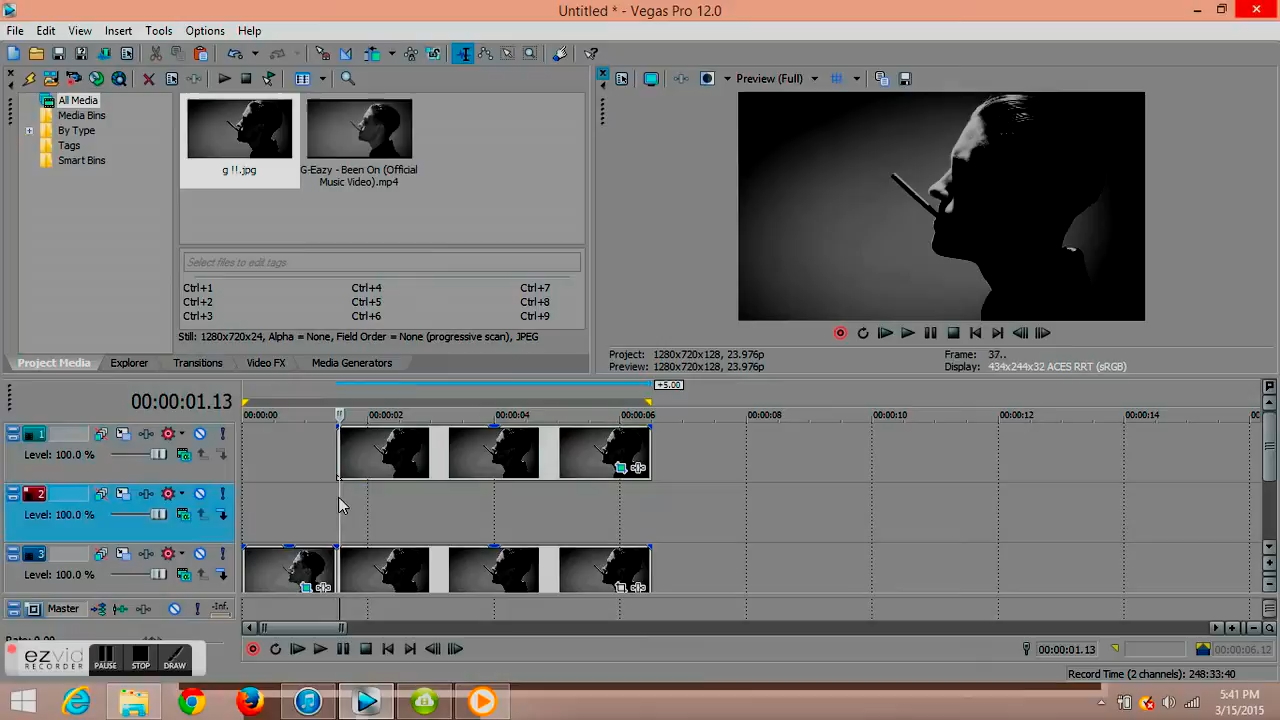 Untitled * - Vegas Pro 12.0
File Edit View Insert Tools Options Help
Preview (Full)
All Media
Media Bins
By Type
Tags
Smart Bins
g !!.jpg
G-Eazy - Been On (Official
Music Video).mp4
Select files to edit tags
Ctrl+1 Ctrl+4 Ctrl+7
Ctrl+2 Ctrl+5 Ctrl+8
Ctrl+3 Ctrl+6 Ctrl+9
Still: 1280x720x24, Alpha = None, Field Order = None (progressive scan), JPEG
Project Media Explorer Transitions Video FX Media Generators
Project: 1280x720x128, 23.976p
Preview: 1280x720x128, 23.976p
Frame: 37..
Display: 434x244x32 ACES RRT (sRGB)
+5.00
00:00:01.13
00:00:00 00:00:02 00:00:04 00:00:06 00:00:08 00:00:10 00:00:12 00:00:14
1
Level: 100.0 %
2
Level: 100.0 %
3
Level: 100.0 %
Master -Inf.
ezvid
RECORDER
PAUSE STOP DRAW
00:00:01.13
00:00:06.12
Record Time (2 channels): 248:33:40
5:41 PM
3/15/2015